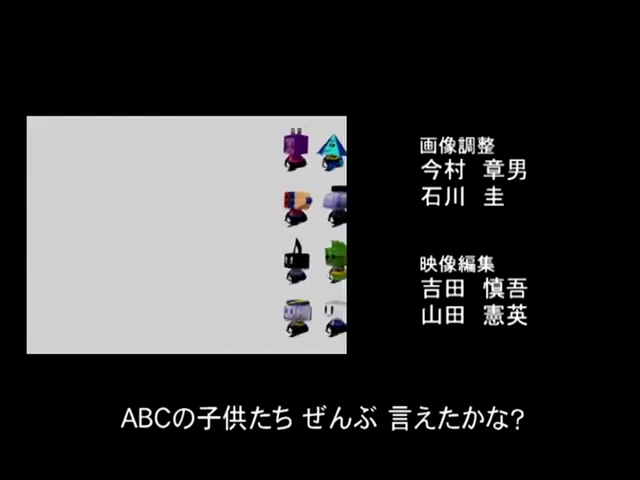 画像調整
今村　章男
石川　圭
映像編集
吉田　慎吾
山田　憲英
ABCの子供たち ぜんぶ 言えたかな?